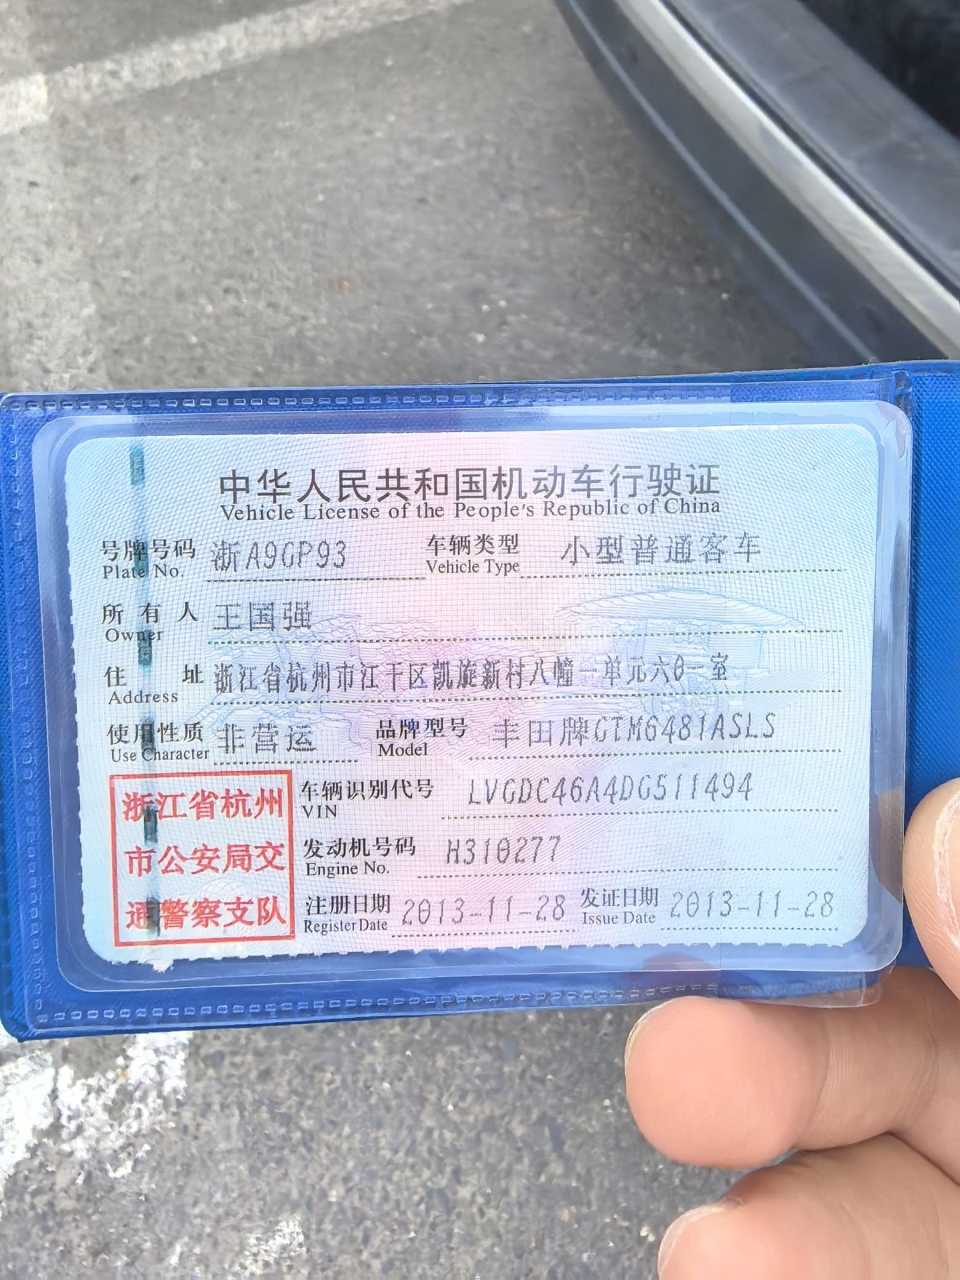 中华人民共和国机动车行驶证
Vehicle License of the People's Republic of China
号牌号码 浙A9GP93 车辆类型 小型普通客车
Plate No. Vehicle Type
所有人 王国强
Owner
住址 浙江省杭州市江干区凯旋新村八幢一单元六0一室
Address
使用性质 非营运 品牌型号 丰田牌GTM6481ASLS
Use Character Model
浙江省杭州
市公安局交
通警察支队
车辆识别代号 LVGDC46A4DG511494
VIN
发动机号码 H310277
Engine No.
注册日期 2013-11-28 发证日期 2013-11-28
Register Date Issue Date